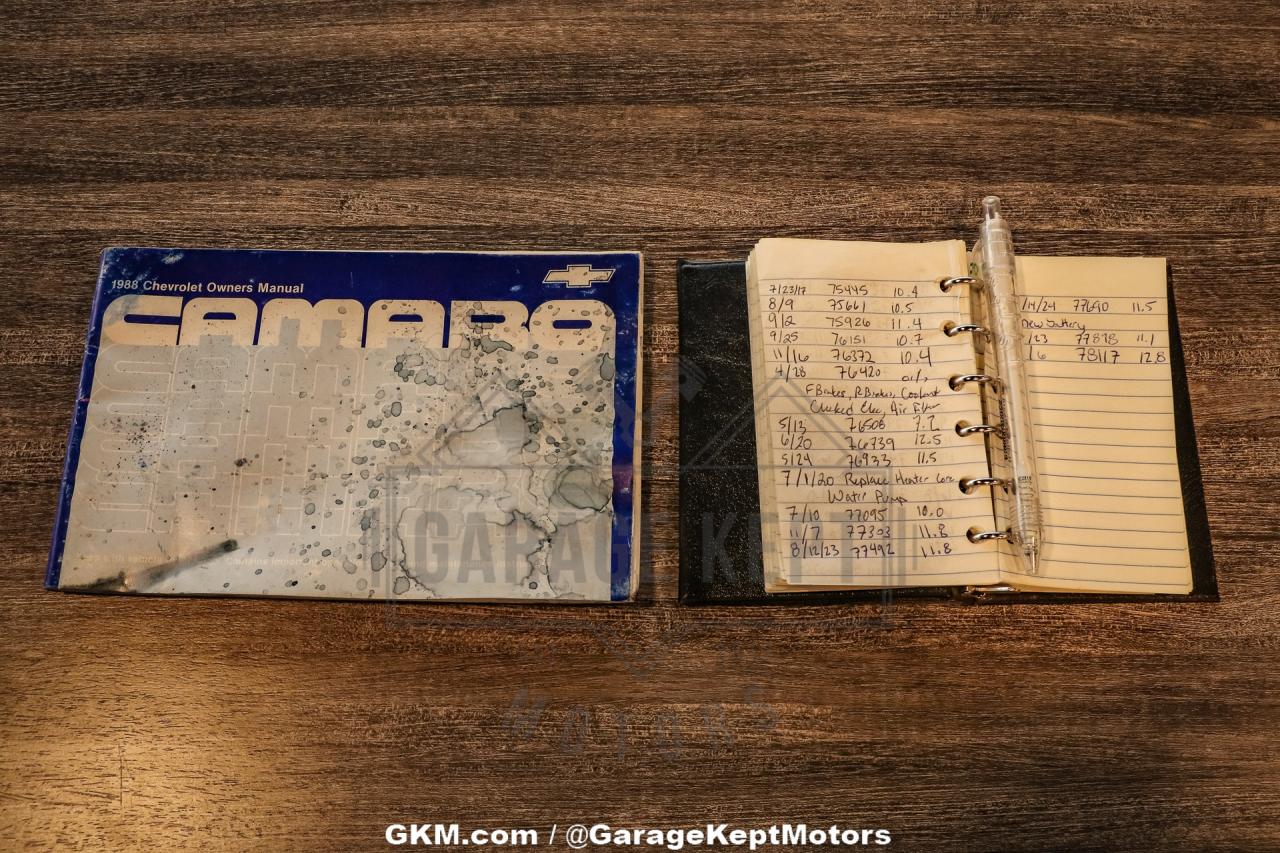 1988 Chevrolet Owners Manual
CAMARO
7/23/17 75445 10.4
8/9 75661 10.5
9/2 75926 11.4
9/25 76151 10.7
11/16 76372 10.4
4/28 76420
F Brakes, R Brakes, Coolant
Checked Elec, Air Filter
5/13 76508 7.7
6/20 76739 12.5
5/24 76933 11.5
7/1/20 Replace Heater Core,
Water Pump
7/10 77095 10.0
11/7 77303 11.8
8/12/23 77492 11.8
/24 77690 11.5
new battery
/23 77898 11.1
/6 78117 12.8
GARAGE KEPT
MOTORS
GKM.com / @GarageKeptMotors